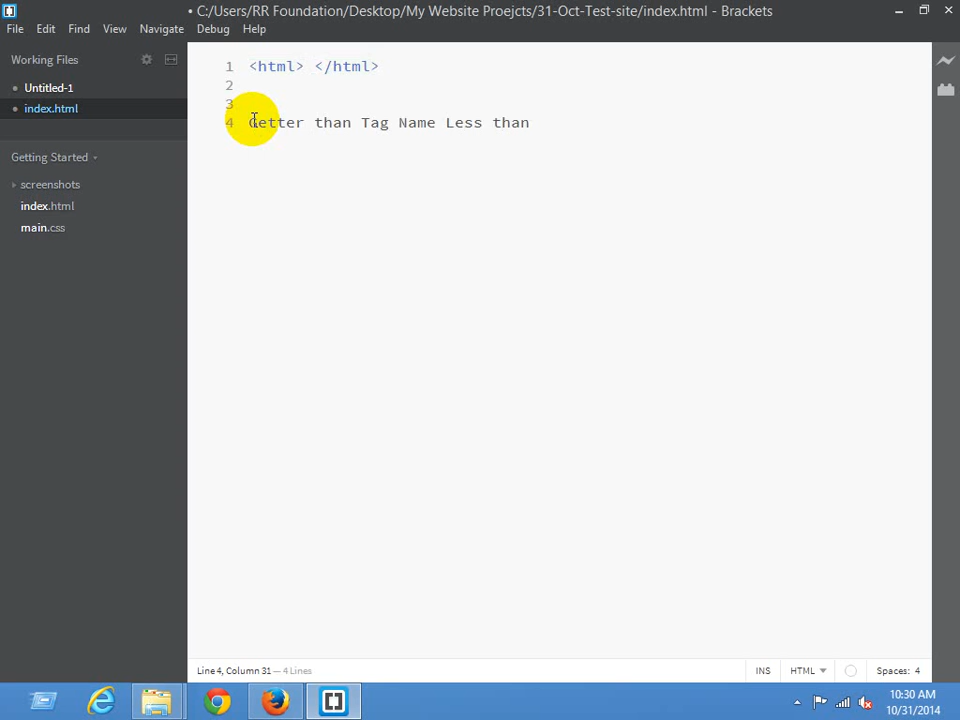 • C:/Users/RR Foundation/Desktop/My Website Proejcts/31-Oct-Test-site/index.html - Brackets
File Edit Find View Navigate Debug Help
Working Files
Untitled-1
• index.html
Getting Started
screenshots
index.html
main.css
1 <html> </html>
2
3
4 Getter than Tag Name Less than
Line 4, Column 31 — 4 Lines
INS HTML Spaces: 4
10:30 AM
10/31/2014